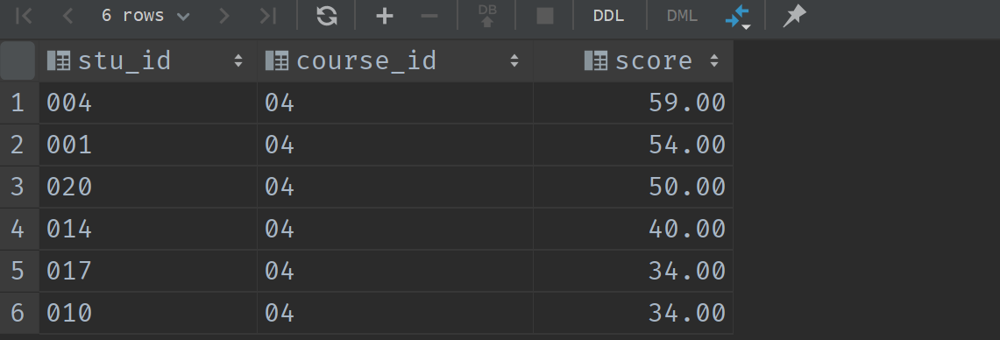 6 rows DB DDL DML
stu_id course_id score
1 004 04 59.00
2 001 04 54.00
3 020 04 50.00
4 014 04 40.00
5 017 04 34.00
6 010 04 34.00